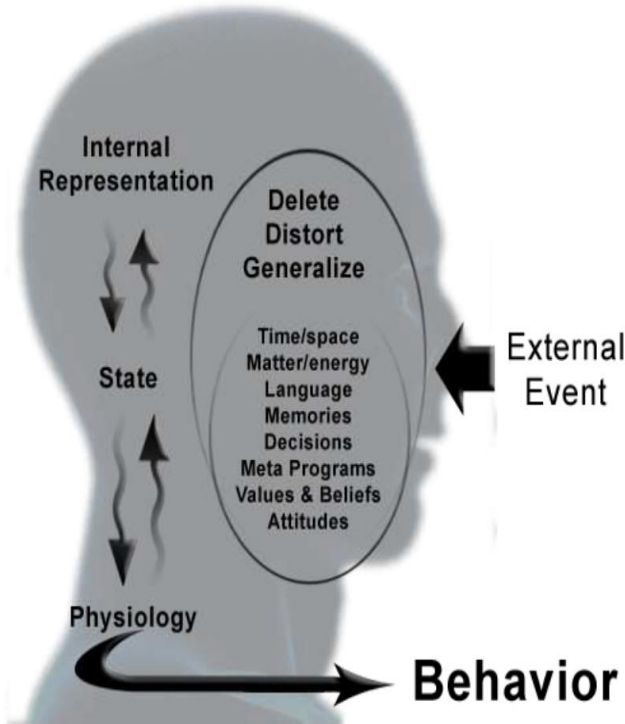 Internal
Representation
Delete
Distort
Generalize
Time/space
Matter/energy
Language
Memories
Decisions
Meta Programs
Values & Beliefs
Attitudes
External
Event
State
Physiology
Behavior